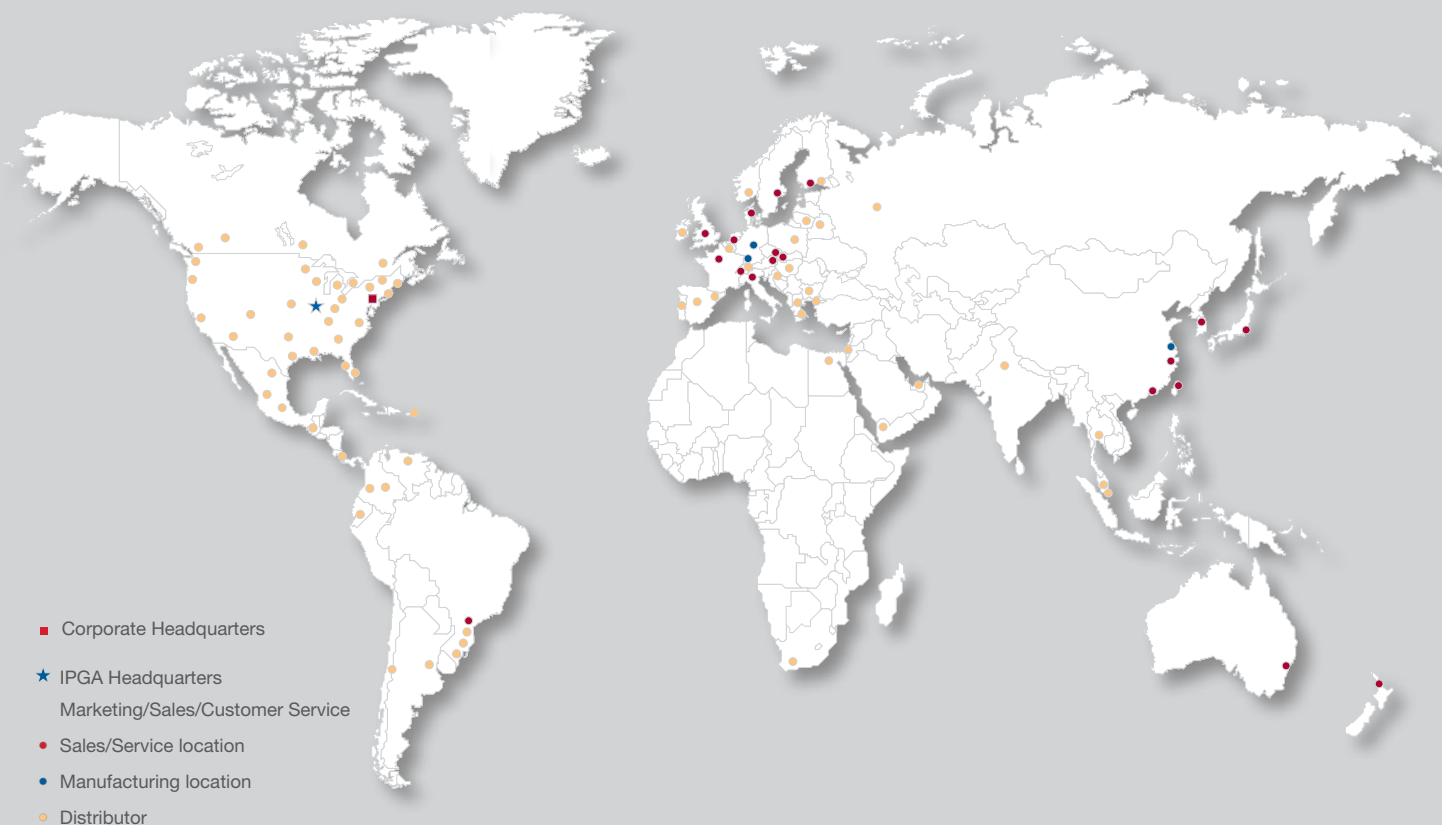 Corporate Headquarters
IPGA Headquarters
Marketing/Sales/Customer Service
Sales/Service location
Manufacturing location
Distributor